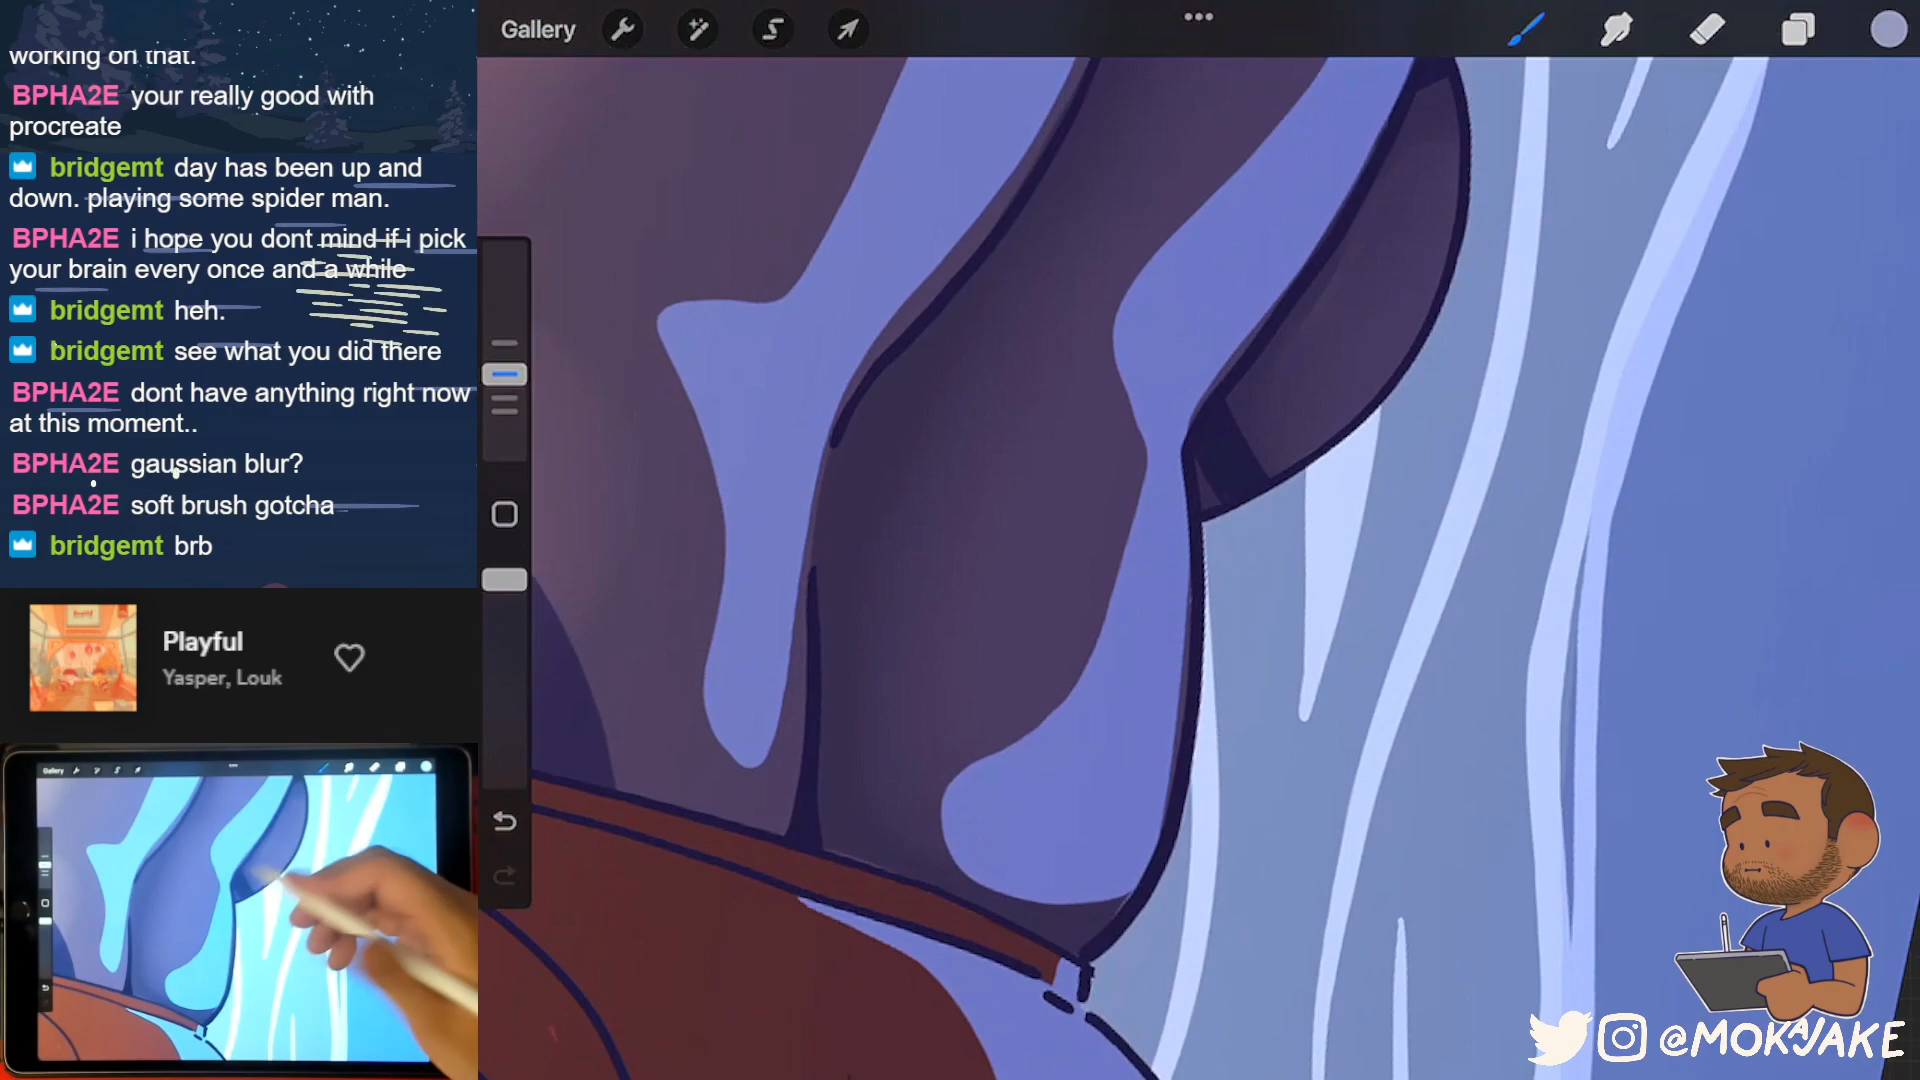 working on that.
BPHA2E your really good with
procreate
bridgemt day has been up and
down. playing some spider man.
BPHA2E i hope you dont mind if i pick
your brain every once and a while
bridgemt heh.
bridgemt see what you did there
BPHA2E dont have anything right now
at this moment..
BPHA2E gaussian blur?
BPHA2E soft brush gotcha
bridgemt brb
Playful
Yasper, Louk
Gallery
Gallery
@MOKAJAKE